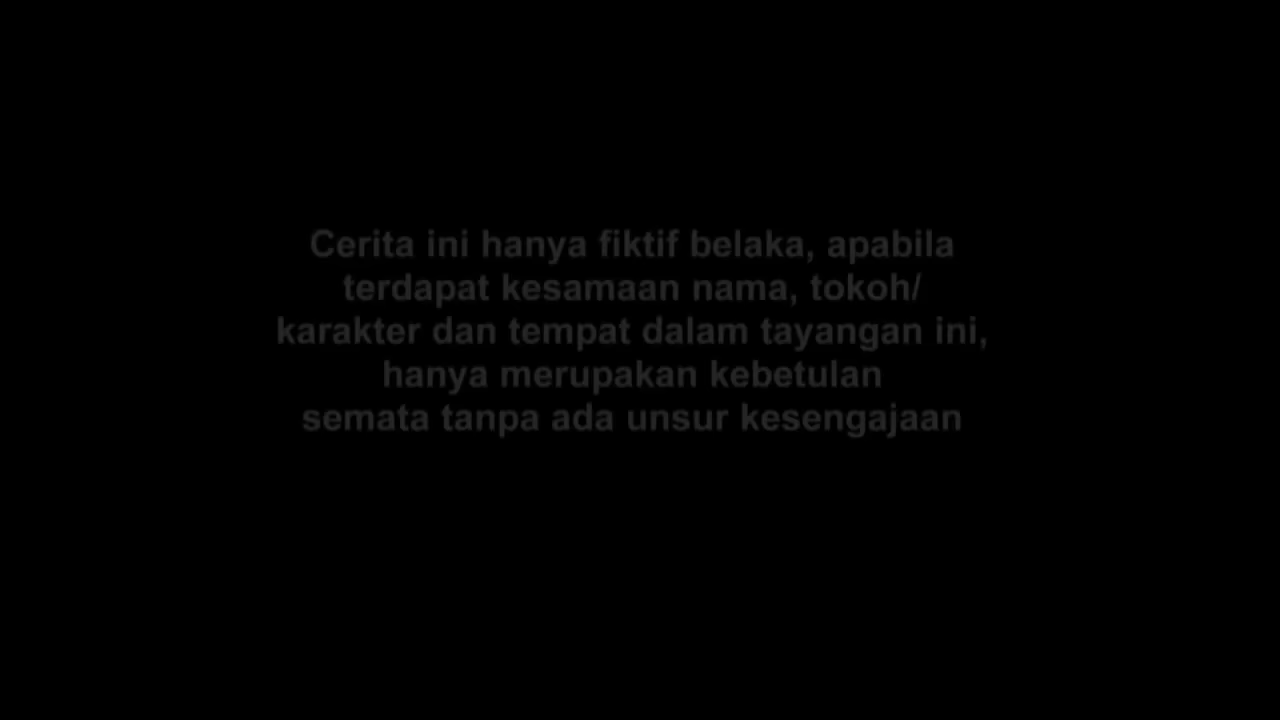 Cerita ini hanya fiktif belaka, apabila
terdapat kesamaan nama, tokoh/
karakter dan tempat dalam tayangan ini,
hanya merupakan kebetulan
semata tanpa ada unsur kesengajaan